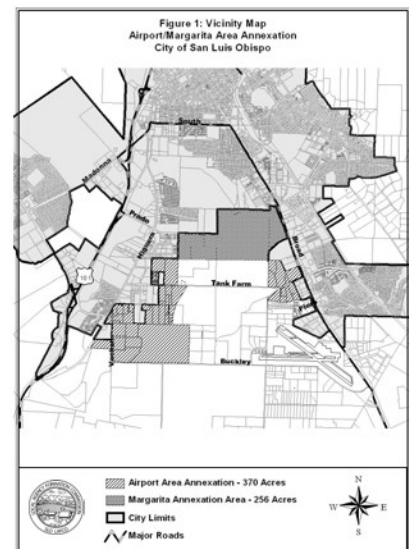 Figure 1: Vicinity Map
Airport/Margarita Area Annexation
City of San Luis Obispo
South
Madonna
Prado
Higuera
Broad
101
Tank Farm
Buckley
Airport Area Annexation - 370 Acres
Margarita Annexation Area - 256 Acres
City Limits
Major Roads
N
W
E
S